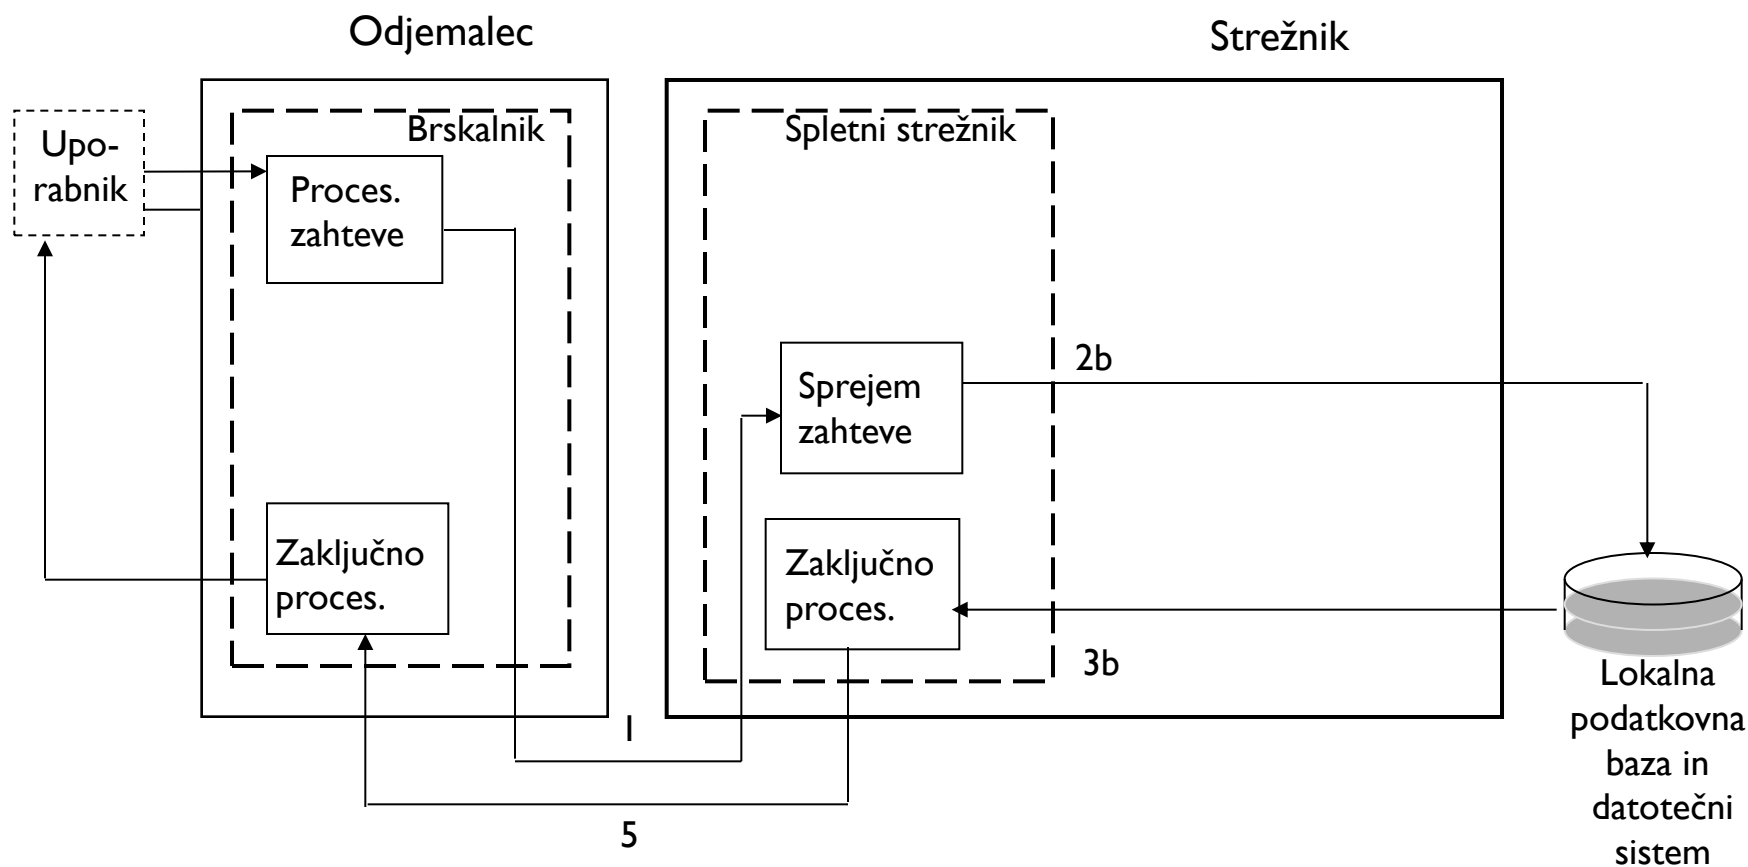 Odjemalec
Strežnik
Upo-
rabnik
Brskalnik
Proces.
zahteve
Spletni strežnik
2b
Sprejem
zahteve
Zaključno
proces.
Zaključno
proces.
3b
1
5
Lokalna
podatkovna
baza in
datotečni
sistem